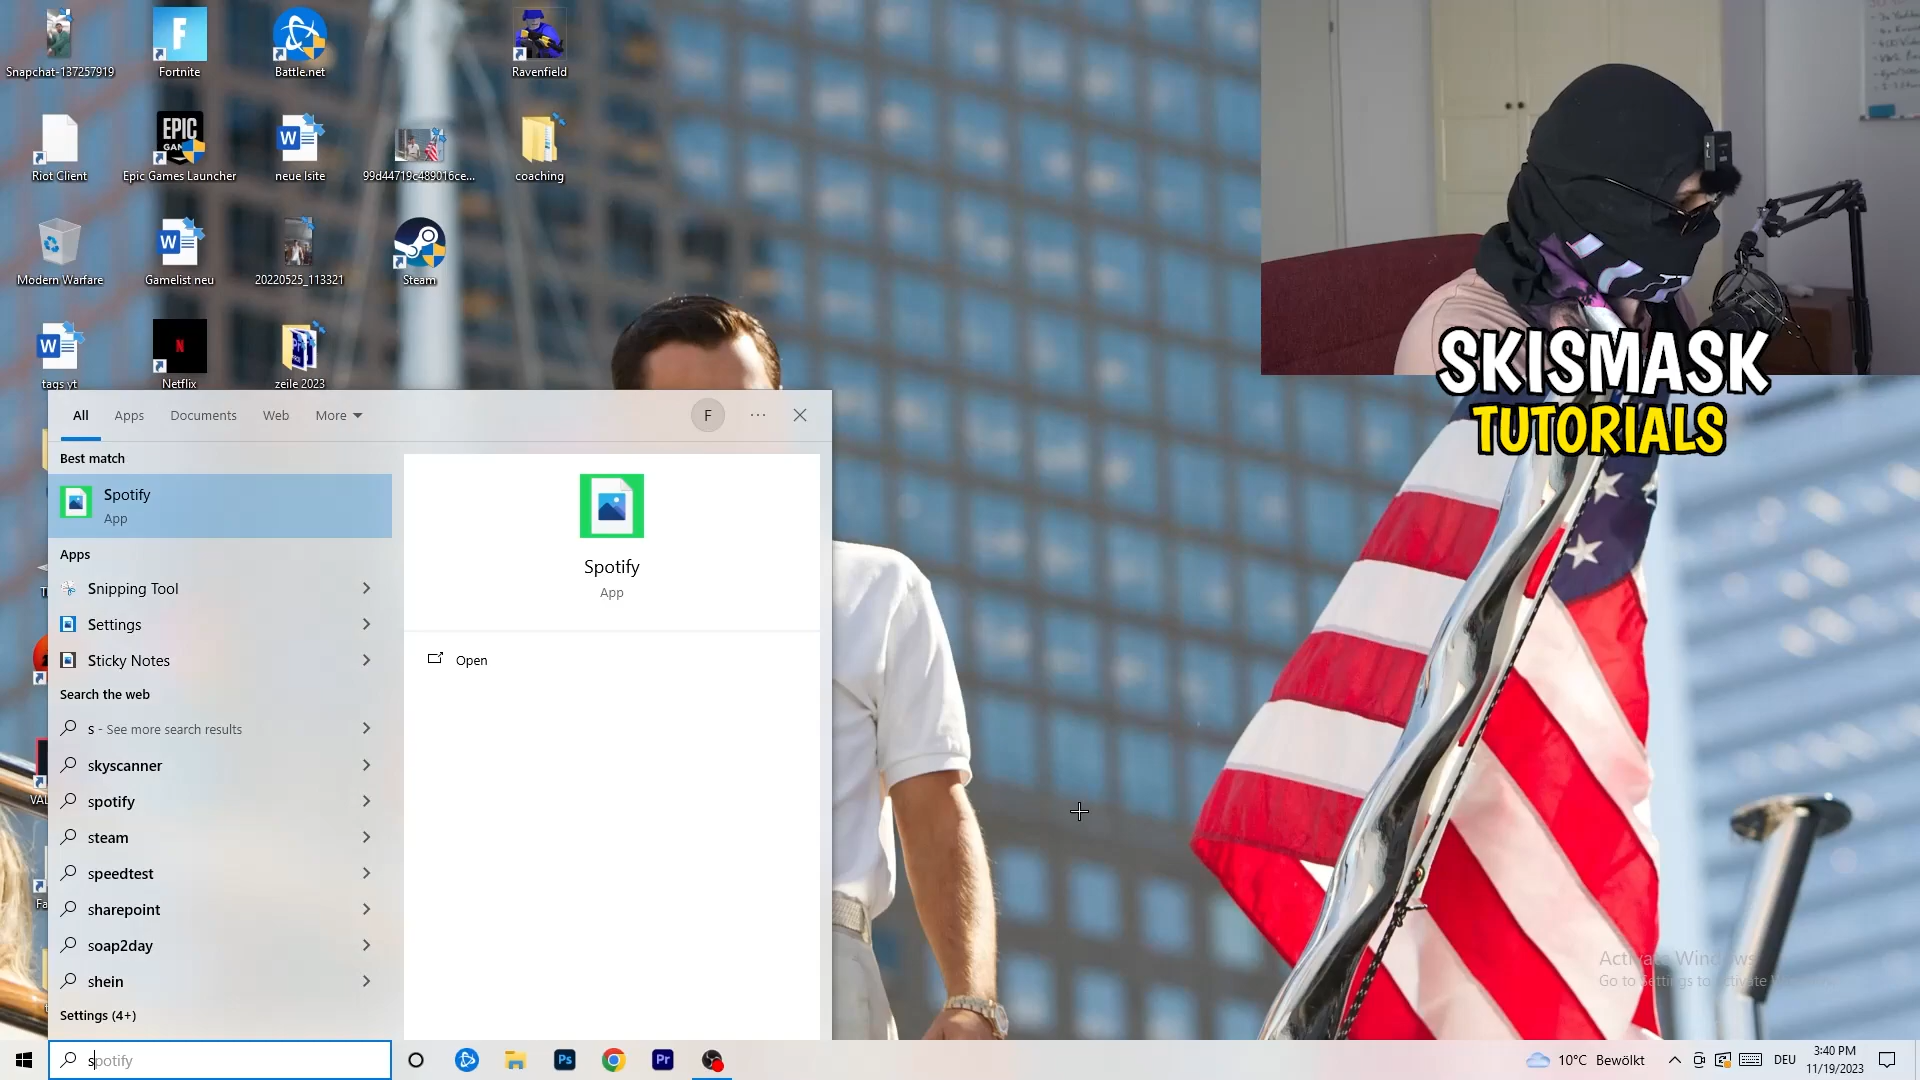 Snapchat-137257919
Fortnite
Battle.net
Ravenfield
Riot Client
EPIC
Epic Games Launcher
neue lsite
99d44719c489016ce...
coaching
Modern Warfare
Gamelist neu
20220525_113321
Steam
tags yt
Netflix
zeile 2023
SKISMASK
TUTORIALS
All
Apps
Documents
Web
More
F
Best match
Spotify
App
Apps
Snipping Tool
Settings
Sticky Notes
Search the web
s - See more search results
skyscanner
spotify
steam
speedtest
sharepoint
soap2day
shein
Settings (4+)
Spotify
App
Open
Activate Windows
Go to Settings to activate
spotify
Ps
Pr
10°C Bewölkt
DEU
3:40 PM
11/19/2023